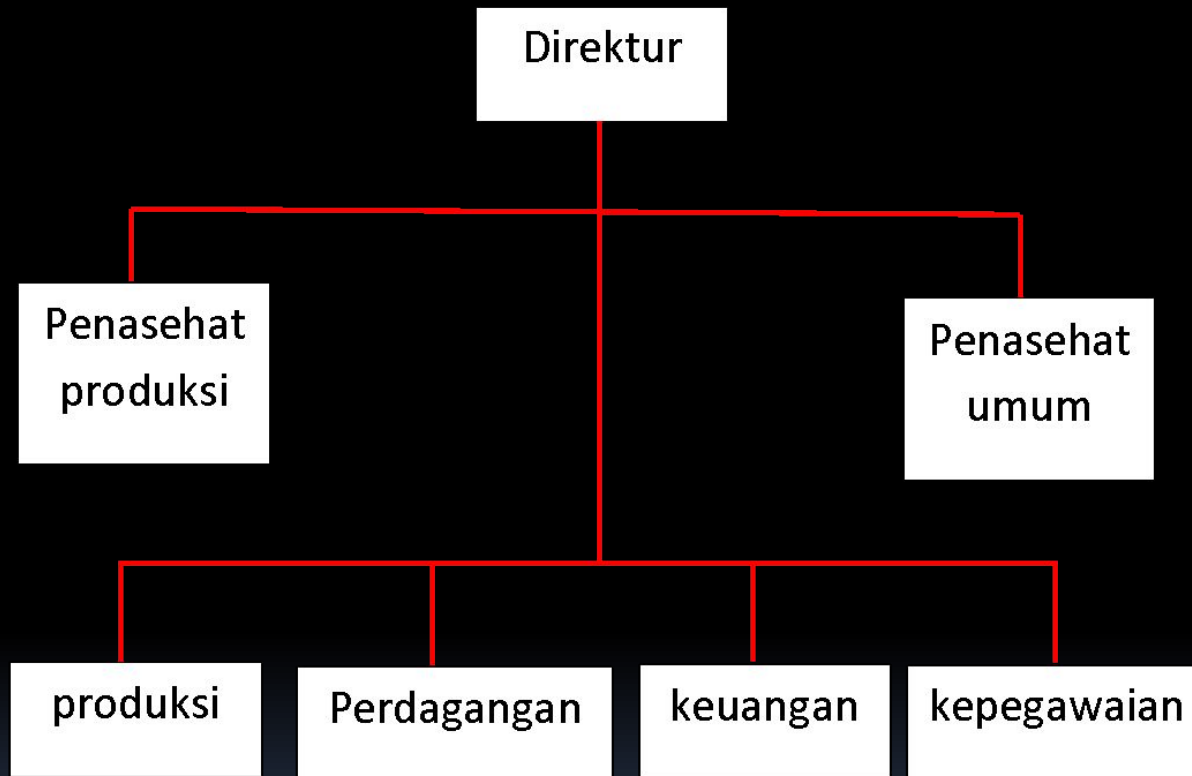 Direktur
Penasehat
produksi
Penasehat
umum
produksi
Perdagangan
keuangan
kepegawaian